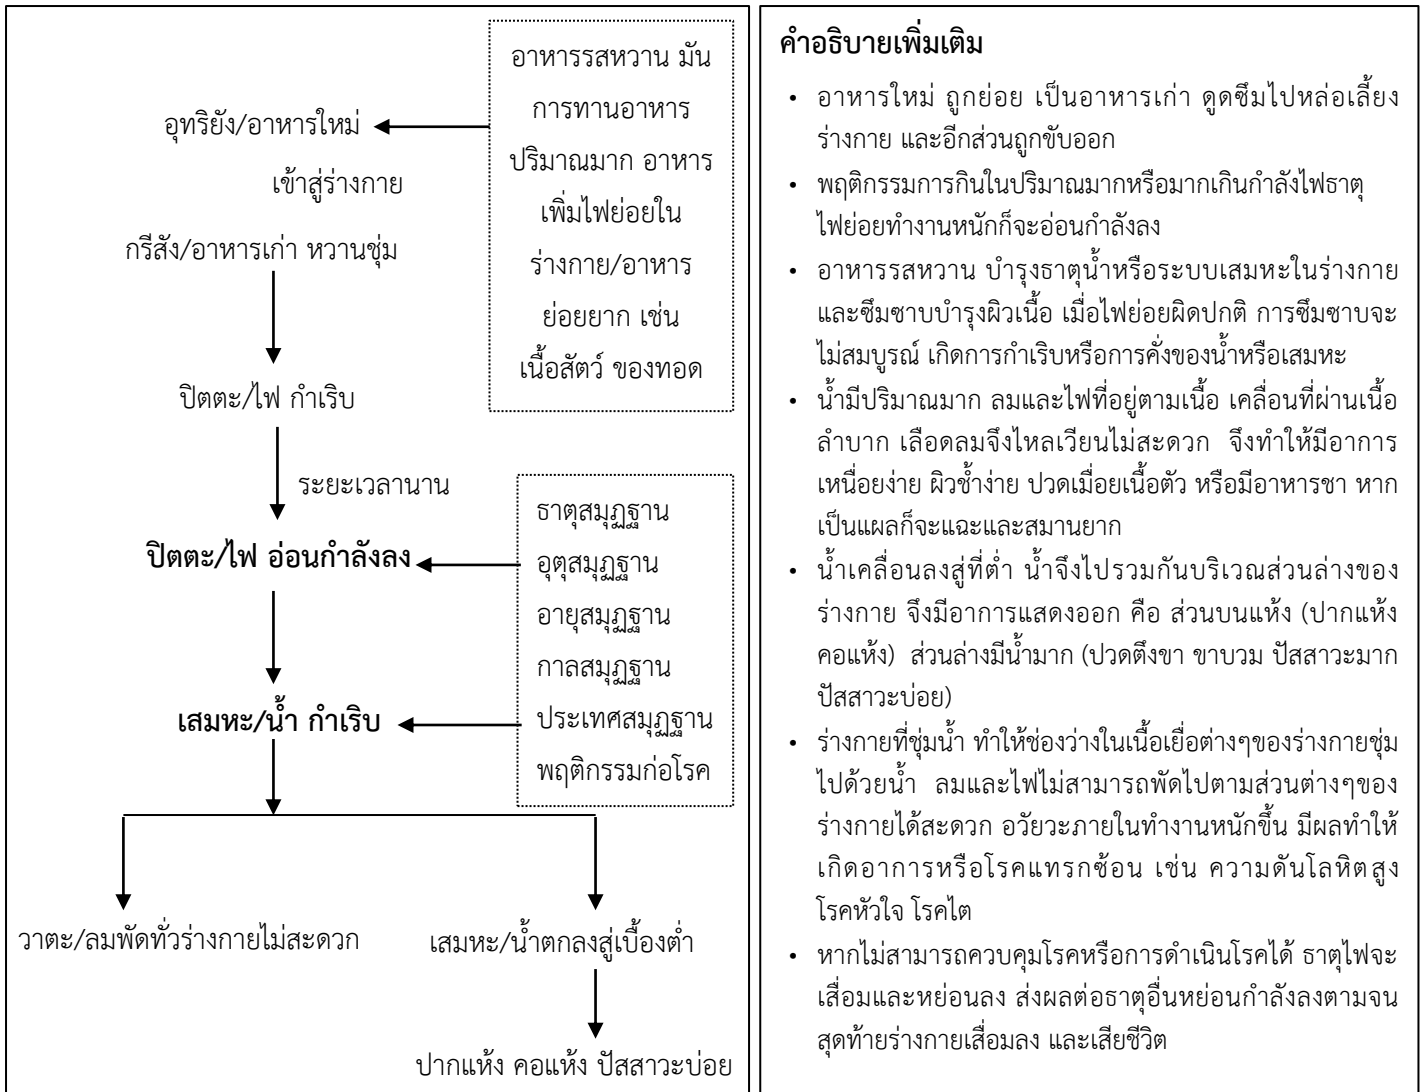 อาหารรสหวาน มัน
การทานอาหาร
ปริมาณมาก อาหาร
เพิ่มไฟย่อยใน
ร่างกาย/อาหาร
ย่อยยาก เช่น
เนื้อสัตว์ ของทอด
อุทริยัง/อาหารใหม่
เข้าสู่ร่างกาย
กรีสัง/อาหารเก่า หวานชุ่ม
ปิตตะ/ไฟ กำเริบ
ระยะเวลานาน
ปิตตะ/ไฟ อ่อนกำลังลง
ธาตุสมุฏฐาน
อุตุสมุฏฐาน
อายุสมุฏฐาน
กาลสมุฏฐาน
ประเทศสมุฏฐาน
พฤติกรรมก่อโรค
เสมหะ/น้ำ กำเริบ
วาตะ/ลมพัดทั่วร่างกายไม่สะดวก
เสมหะ/น้ำตกลงสู่เบื้องต่ำ
ปากแห้ง คอแห้ง ปัสสาวะบ่อย
คำอธิบายเพิ่มเติม
• อาหารใหม่ ถูกย่อย เป็นอาหารเก่า ดูดซึมไปหล่อเลี้ยง
ร่างกาย และอีกส่วนถูกขับออก
• พฤติกรรมการกินในปริมาณมากหรือมากเกินกำลังไฟธาตุ
ไฟย่อยทำงานหนักก็จะอ่อนกำลังลง
• อาหารรสหวาน บำรุงธาตุน้ำหรือระบบเสมหะในร่างกาย
และซึมซาบบำรุงผิวเนื้อ เมื่อไฟย่อยผิดปกติ การซึมซาบจะ
ไม่สมบูรณ์ เกิดการกำเริบหรือการคั่งของน้ำหรือเสมหะ
• น้ำมีปริมาณมาก ลมและไฟที่อยู่ตามเนื้อ เคลื่อนที่ผ่านเนื้อ
ลำบาก เลือดลมจึงไหลเวียนไม่สะดวก จึงทำให้มีอาการ
เหนื่อยง่าย ผิวช้ำง่าย ปวดเมื่อยเนื้อตัว หรือมีอาหารชา หาก
เป็นแผลก็จะแฉะและสมานยาก
• น้ำเคลื่อนลงสู่ที่ต่ำ น้ำจึงไปรวมกันบริเวณส่วนล่างของ
ร่างกาย จึงมีอาการแสดงออก คือ ส่วนบนแห้ง (ปากแห้ง
คอแห้ง) ส่วนล่างมีน้ำมาก (ปวดตึงขา ขาบวม ปัสสาวะมาก
ปัสสาวะบ่อย)
• ร่างกายที่ชุ่มน้ำ ทำให้ช่องว่างในเนื้อเยื่อต่างๆของร่างกายชุ่ม
ไปด้วยน้ำ ลมและไฟไม่สามารถพัดไปตามส่วนต่างๆของ
ร่างกายได้สะดวก อวัยวะภายในทำงานหนักขึ้น มีผลทำให้
เกิดอาการหรือโรคแทรกซ้อน เช่น ความดันโลหิตสูง
โรคหัวใจ โรคไต
• หากไม่สามารถควบคุมโรคหรือการดำเนินโรคได้ ธาตุไฟจะ
เสื่อมและหย่อนลง ส่งผลต่อธาตุอื่นหย่อนกำลังลงตามจน
สุดท้ายร่างกายเสื่อมลง และเสียชีวิต